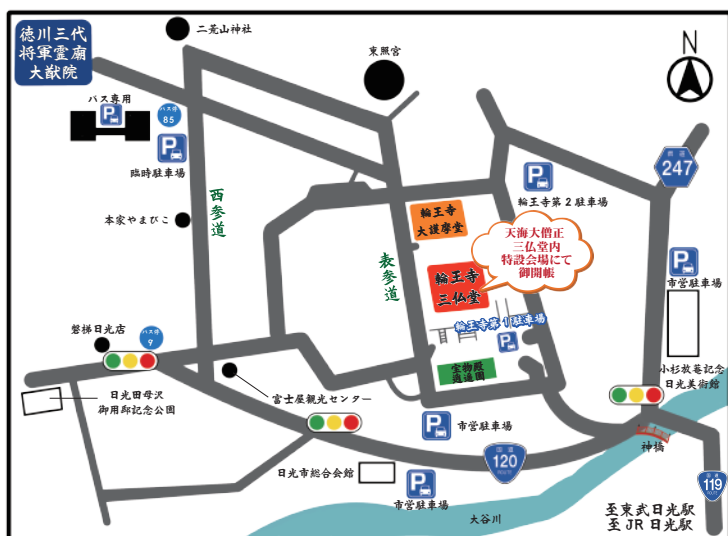 徳川三代
将軍霊廟
大猷院
二荒山神社
東照宮
N
バス専用
P
バス停
85
P
臨時駐車場
西参道
本家やまびこ
表参道
輪王寺
大護摩堂
P
輪王寺第2駐車場
県道
247
天海大僧正
三仏堂内
特設会場にて
御開帳
輪王寺
三仏堂
P
市営駐車場
輪王寺第1駐車場
P
磐梯日光店
バス停
9
宝物殿
逍遥園
小杉放菴記念
日光美術館
日光田母沢
御用邸記念公園
富士屋観光センター
P
市営駐車場
神橋
国道
120
ROUTE
日光市総合会館
P
市営駐車場
国道
119
ROUTE
大谷川
至東武日光駅
至JR日光駅